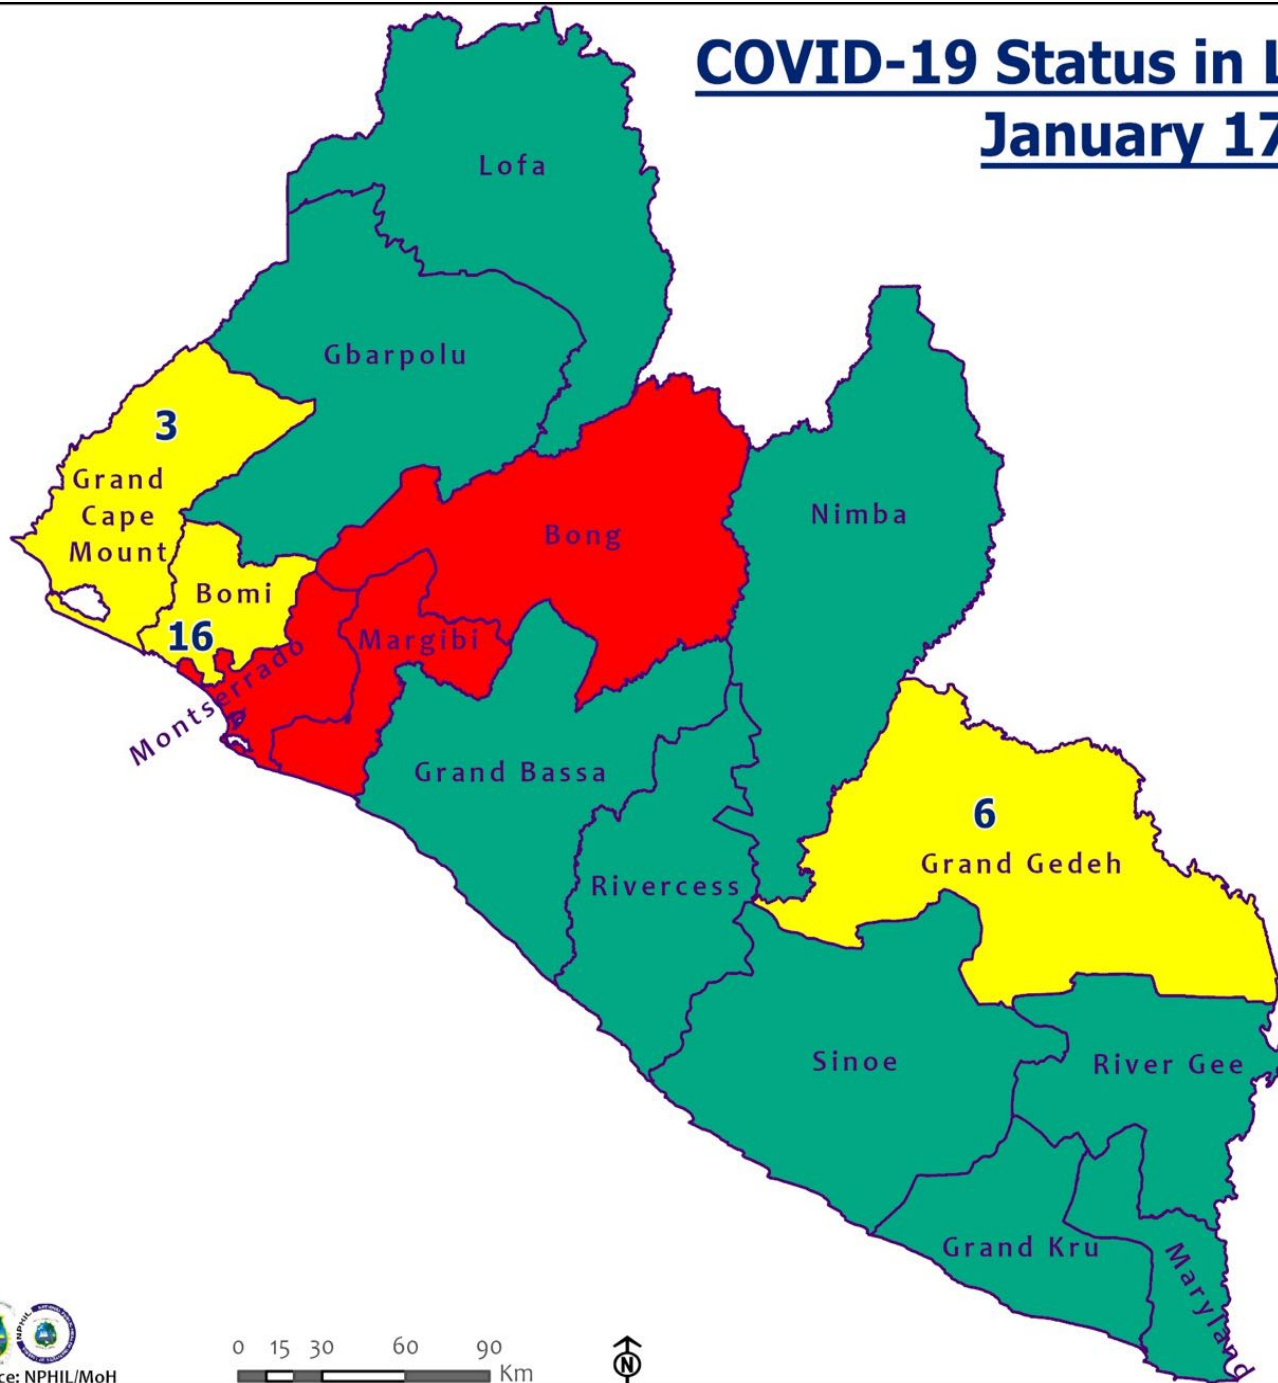 COVID-19 Status in L
January 17
Lofa
Gbarpolu
3
Grand
Cape
Mount
Bomi
16
Montserrado
Margibi
Bong
Nimba
Grand Bassa
Rivercess
6
Grand Gedeh
Sinoe
River Gee
Grand Kru
Maryland
NPHIL
0 15 30 60 90
Km
N
ce: NPHIL/MoH